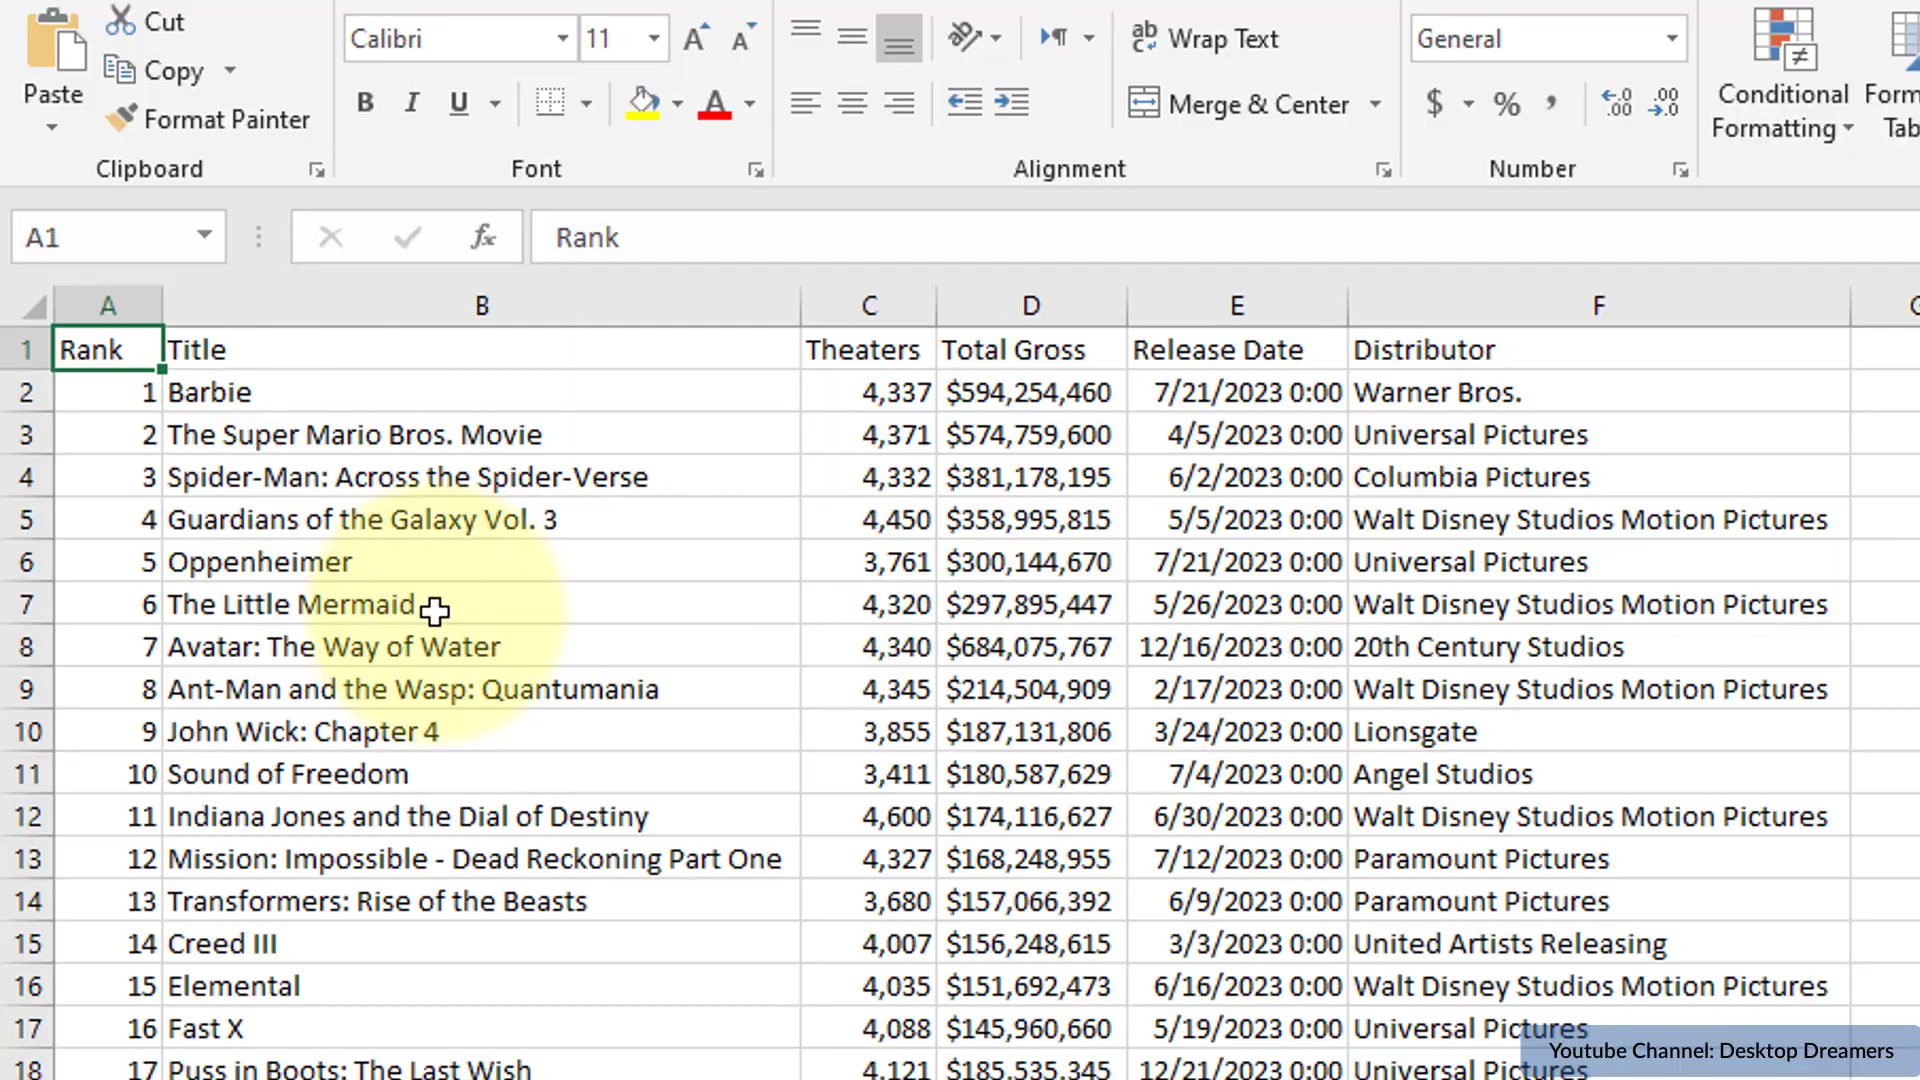 Cut
Calibri 11 A A ab Wrap Text General
Copy
Paste B I U A Merge & Center $ % , Conditional Form
Format Painter Formatting Tab
Clipboard Font Alignment Number
A1 fx Rank
A B C D E F
1 Rank Title Theaters Total Gross Release Date Distributor
2 1 Barbie 4,337 $594,254,460 7/21/2023 0:00 Warner Bros.
3 2 The Super Mario Bros. Movie 4,371 $574,759,600 4/5/2023 0:00 Universal Pictures
4 3 Spider-Man: Across the Spider-Verse 4,332 $381,178,195 6/2/2023 0:00 Columbia Pictures
5 4 Guardians of the Galaxy Vol. 3 4,450 $358,995,815 5/5/2023 0:00 Walt Disney Studios Motion Pictures
6 5 Oppenheimer 3,761 $300,144,670 7/21/2023 0:00 Universal Pictures
7 6 The Little Mermaid 4,320 $297,895,447 5/26/2023 0:00 Walt Disney Studios Motion Pictures
8 7 Avatar: The Way of Water 4,340 $684,075,767 12/16/2023 0:00 20th Century Studios
9 8 Ant-Man and the Wasp: Quantumania 4,345 $214,504,909 2/17/2023 0:00 Walt Disney Studios Motion Pictures
10 9 John Wick: Chapter 4 3,855 $187,131,806 3/24/2023 0:00 Lionsgate
11 10 Sound of Freedom 3,411 $180,587,629 7/4/2023 0:00 Angel Studios
12 11 Indiana Jones and the Dial of Destiny 4,600 $174,116,627 6/30/2023 0:00 Walt Disney Studios Motion Pictures
13 12 Mission: Impossible - Dead Reckoning Part One 4,327 $168,248,955 7/12/2023 0:00 Paramount Pictures
14 13 Transformers: Rise of the Beasts 3,680 $157,066,392 6/9/2023 0:00 Paramount Pictures
15 14 Creed III 4,007 $156,248,615 3/3/2023 0:00 United Artists Releasing
16 15 Elemental 4,035 $151,692,473 6/16/2023 0:00 Walt Disney Studios Motion Pictures
17 16 Fast X 4,088 $145,960,660 5/19/2023 0:00 Universal Pictures
18 17 Puss in Boots: The Last Wish 4,121 $185,535,345 12/21/2023 0:00 Universal Pictures
Youtube Channel: Desktop Dreamers